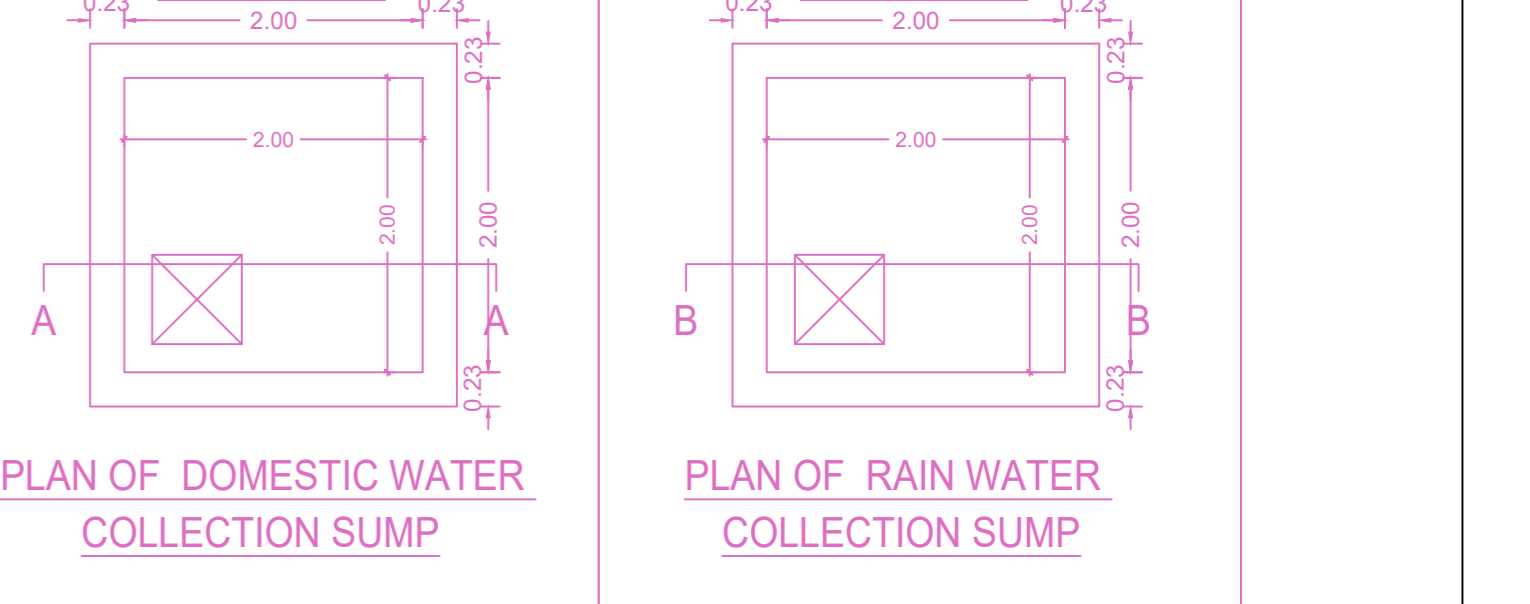 0.23 2.00 0.23 0.23 2.00 0.23
0.23 0.23
2.00 2.00
2.00 2.00 2.00 2.00
A A B B
0.23 0.23
PLAN OF DOMESTIC WATER
COLLECTION SUMP
PLAN OF RAIN WATER
COLLECTION SUMP